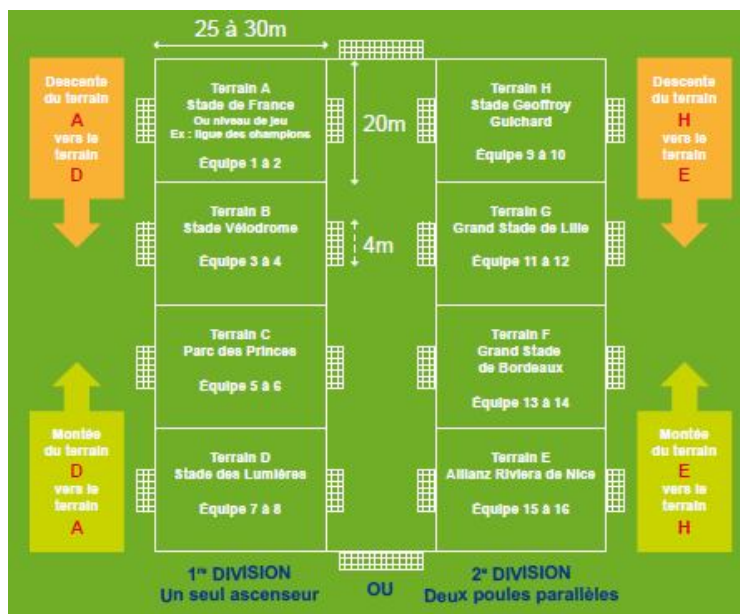 25 à 30m
Descente
du terrain
A
vers le
terrain
D
Terrain A
Stade de France
Ou niveau de jeu
Ex : ligue des champions
Équipe 1 à 2
20m
Terrain H
Stade Geoffroy
Guichard
Équipe 9 à 10
Descente
du terrain
H
vers le
terrain
E
Terrain B
Stade Vélodrome
Équipe 3 à 4
4m
Terrain G
Grand Stade de Lille
Équipe 11 à 12
Terrain C
Parc des Princes
Équipe 5 à 6
Terrain F
Grand Stade
de Bordeaux
Équipe 13 à 14
Montée
du terrain
D
vers le
terrain
A
Terrain D
Stade des Lumières
Équipe 7 à 8
Terrain E
Allianz Riviera de Nice
Équipe 15 à 16
Montée
du terrain
E
vers le
terrain
H
1re DIVISION
Un seul ascenseur
OU
2e DIVISION
Deux poules parallèles